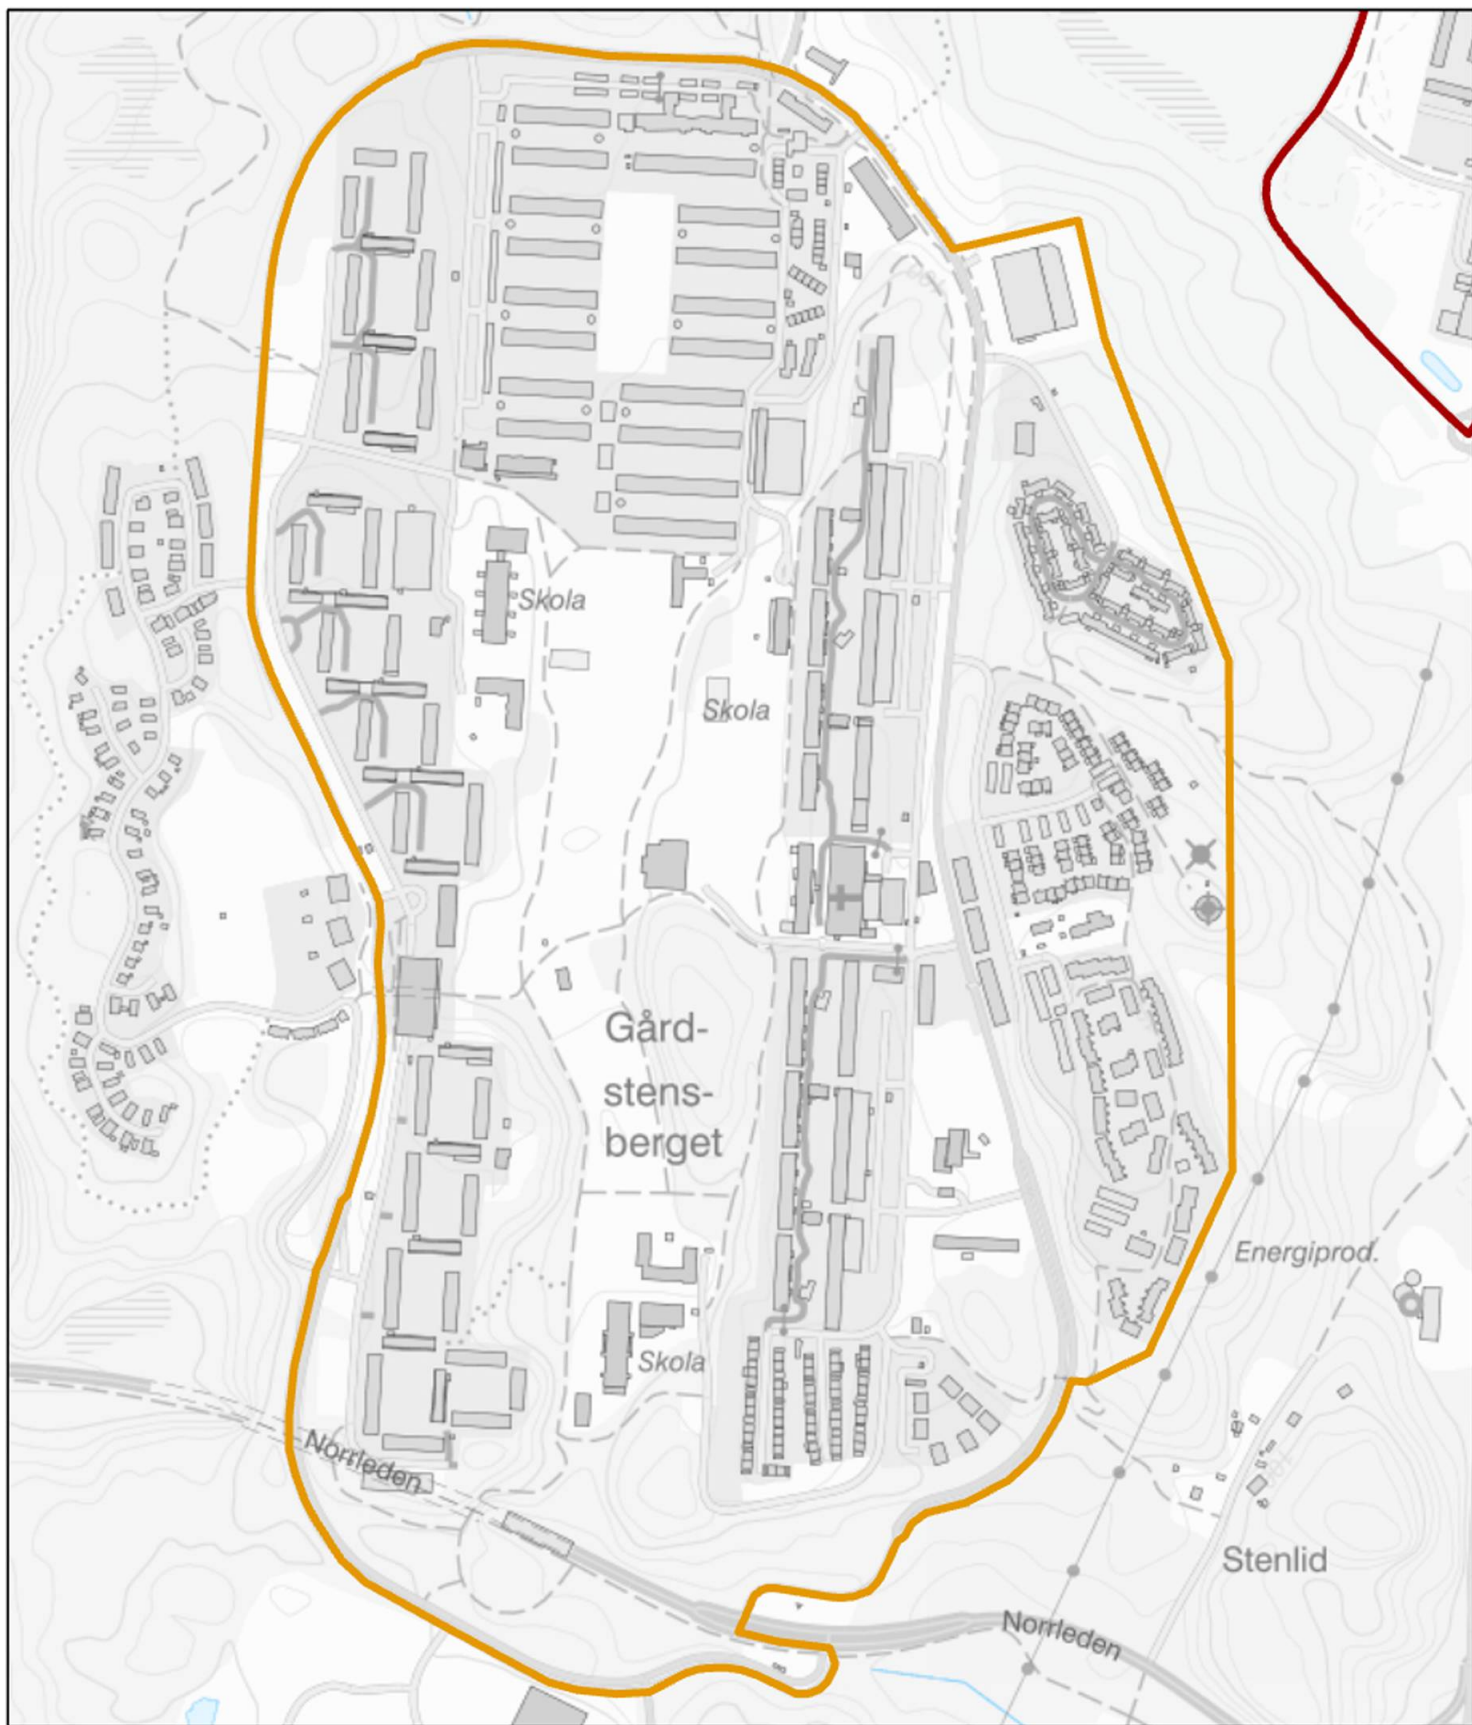 Skola
Skola
Gård-
stens-
berget
Energiprod.
Skola
Norrleden
Stenlid
Norrleden